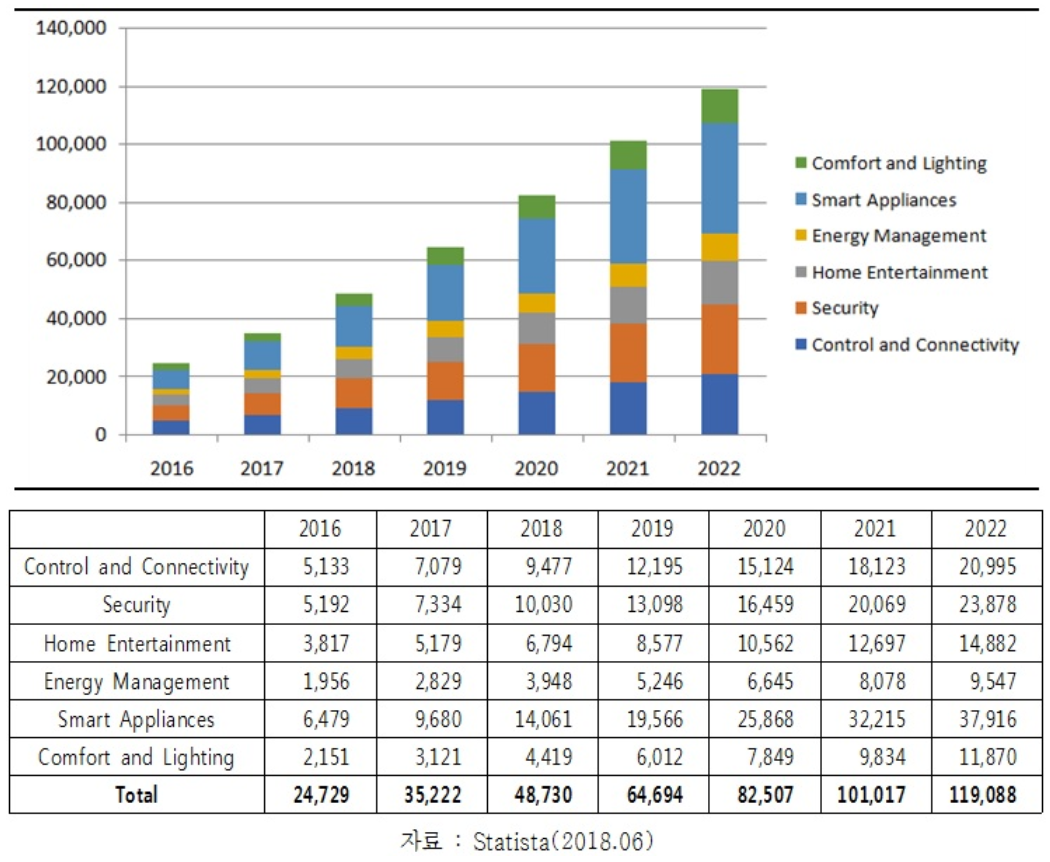 140,000
120,000
100,000
80,000
60,000
40,000
20,000
0
2016 2017 2018 2019 2020 2021 2022
Comfort and Lighting
Smart Appliances
Energy Management
Home Entertainment
Security
Control and Connectivity
2016 2017 2018 2019 2020 2021 2022
Control and Connectivity 5,133 7,079 9,477 12,195 15,124 18,123 20,995
Security 5,192 7,334 10,030 13,098 16,459 20,069 23,878
Home Entertainment 3,817 5,179 6,794 8,577 10,562 12,697 14,882
Energy Management 1,956 2,829 3,948 5,246 6,645 8,078 9,547
Smart Appliances 6,479 9,680 14,061 19,566 25,868 32,215 37,916
Comfort and Lighting 2,151 3,121 4,419 6,012 7,849 9,834 11,870
Total 24,729 35,222 48,730 64,694 82,507 101,017 119,088
자료 : Statista(2018.06)